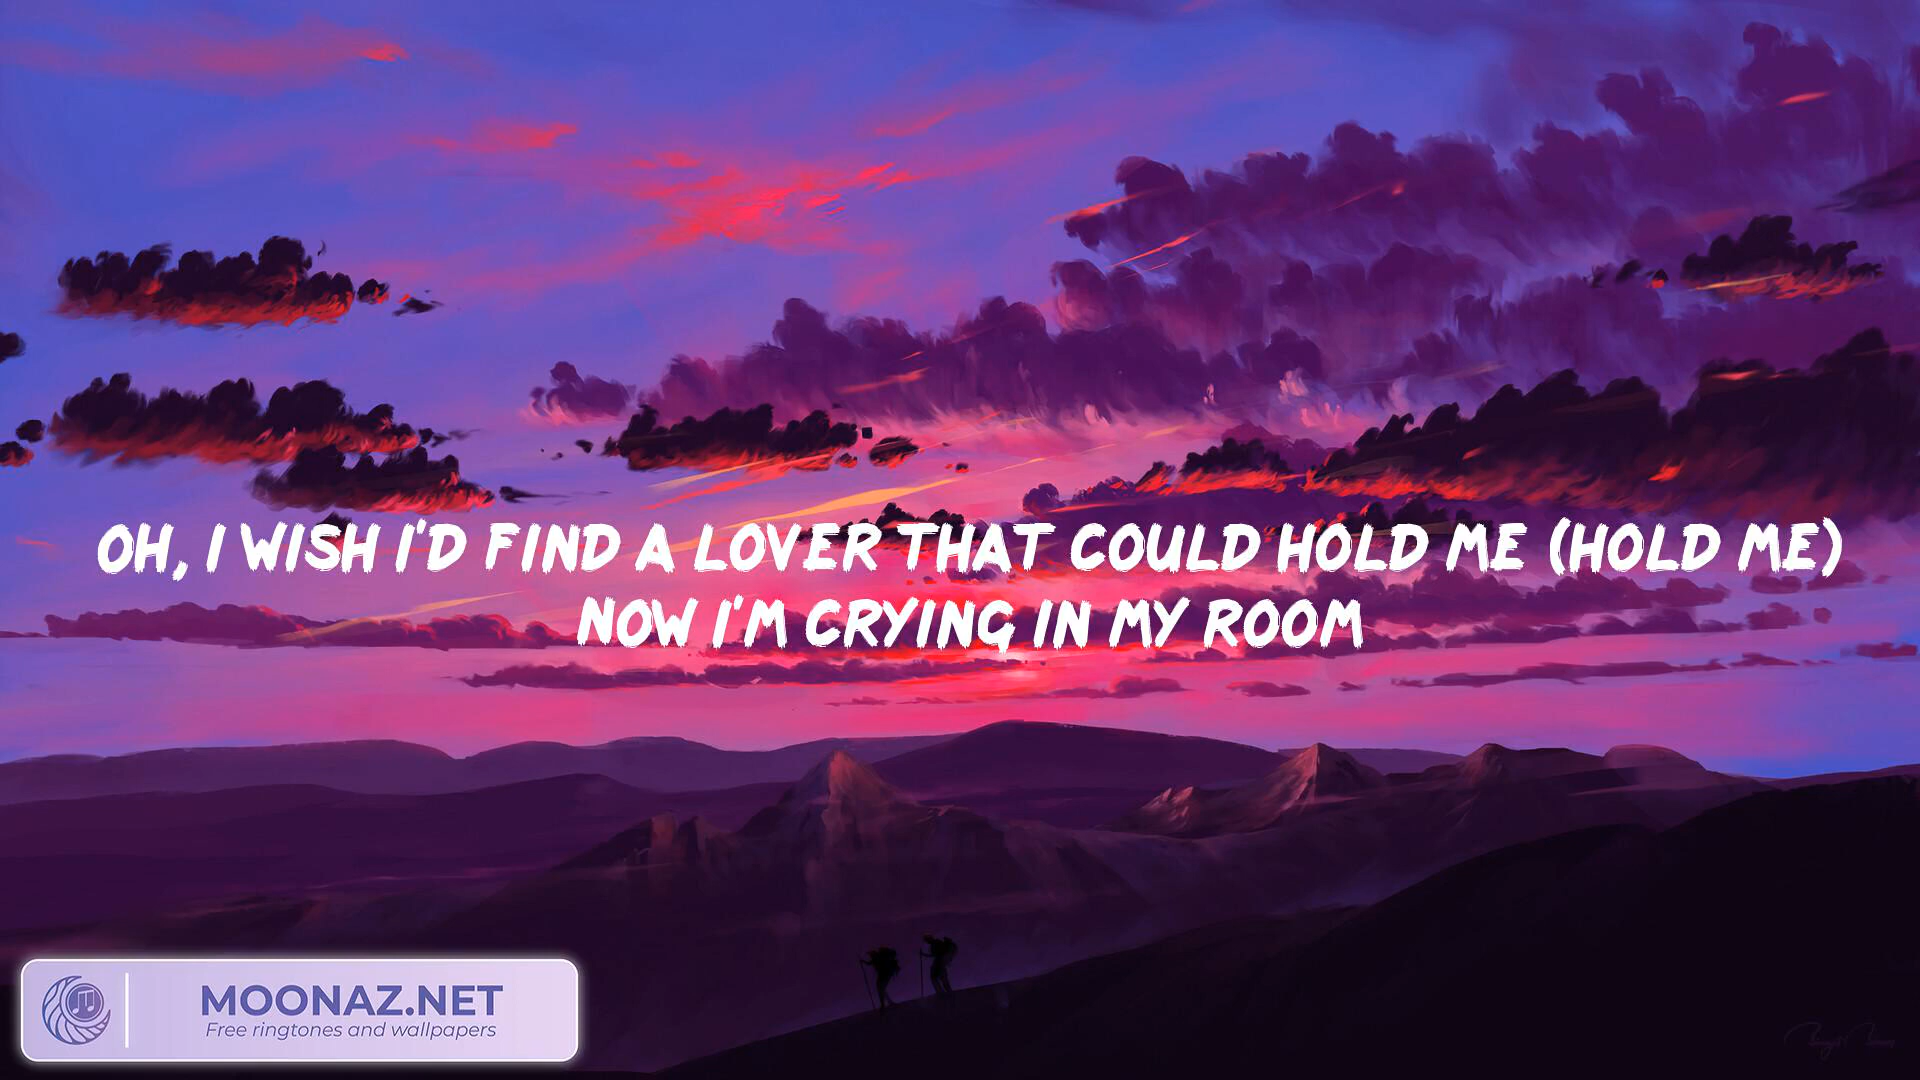 OH, I WISH I'D FIND A LOVER THAT COULD HOLD ME (HOLD ME)
NOW I'M CRYING IN MY ROOM
MOONAZ.NET
Free ringtones and wallpapers